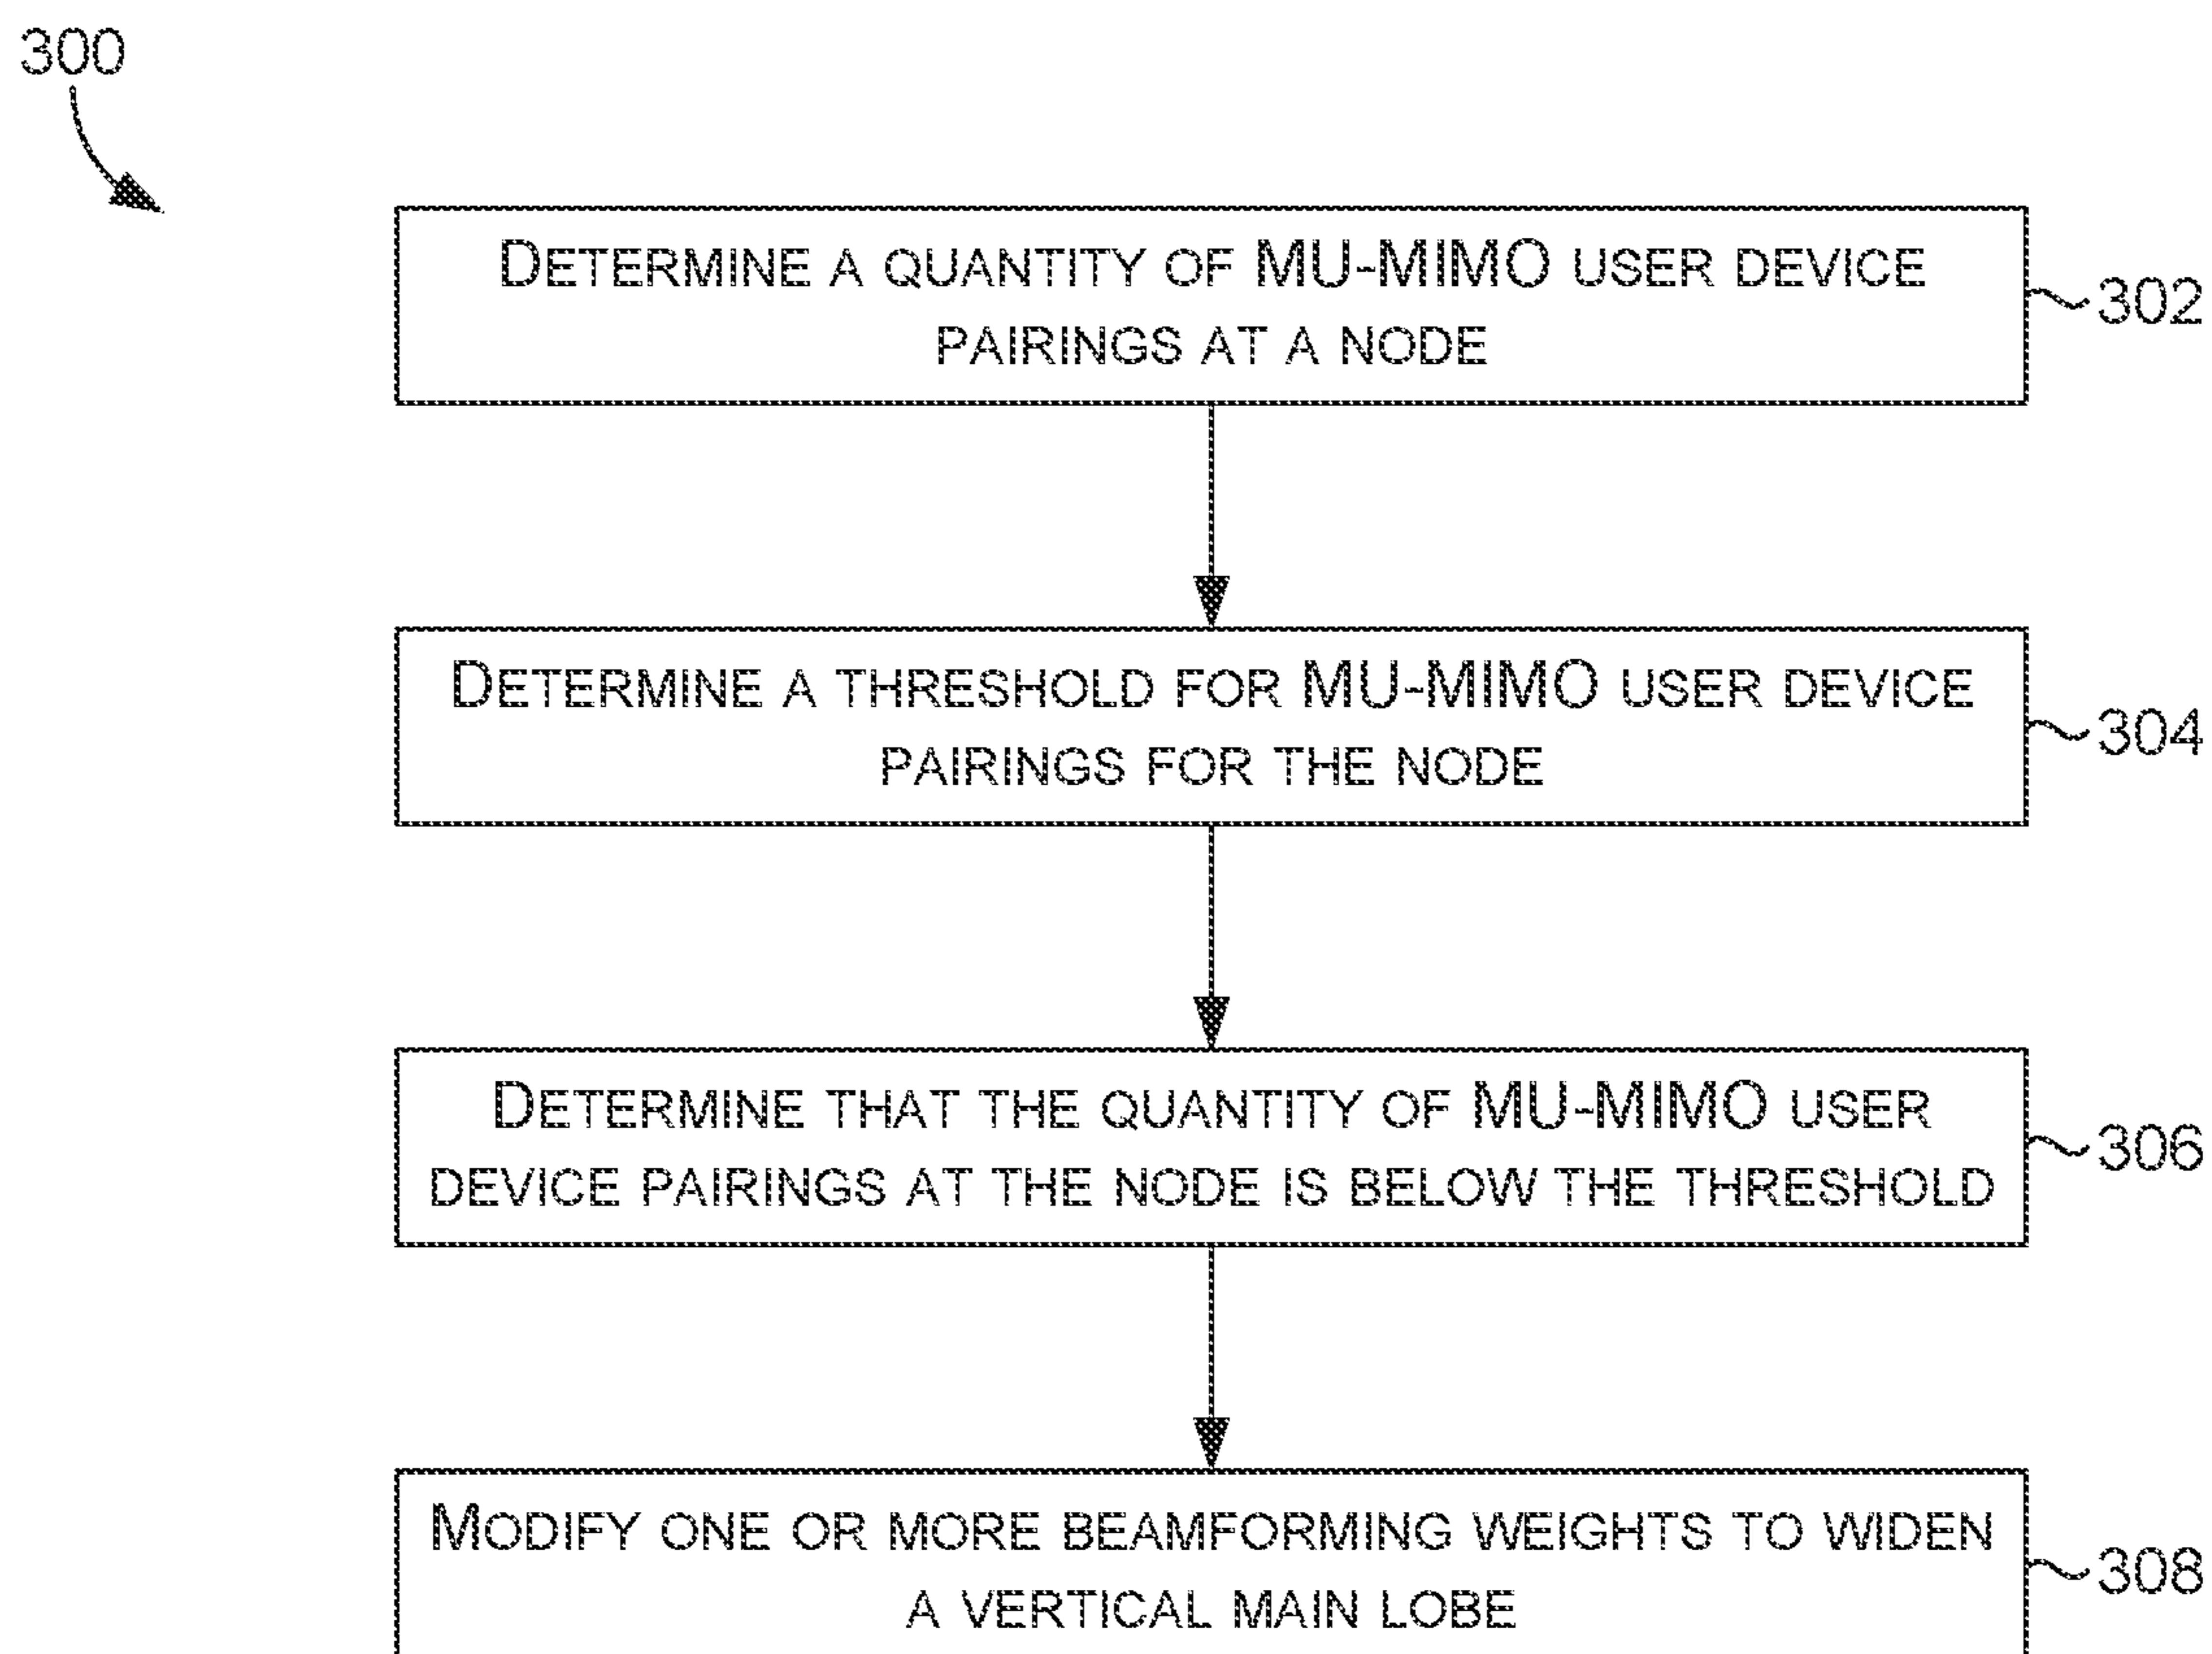 300
DETERMINE A QUANTITY OF MU-MIMO USER DEVICE
PAIRINGS AT A NODE
302
DETERMINE A THRESHOLD FOR MU-MIMO USER DEVICE
PAIRINGS FOR THE NODE
304
DETERMINE THAT THE QUANTITY OF MU-MIMO USER
DEVICE PAIRINGS AT THE NODE IS BELOW THE THRESHOLD
306
MODIFY ONE OR MORE BEAMFORMING WEIGHTS TO WIDEN
A VERTICAL MAIN LOBE
308